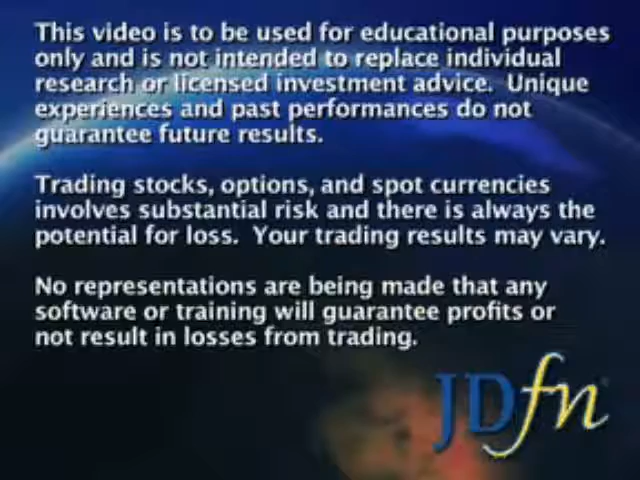 This video is to be used for educational purposes
only and is not intended to replace individual
research or licensed investment advice.  Unique
experiences and past performances do not
guarantee future results.
Trading stocks, options, and spot currencies
involves substantial risk and there is always the
potential for loss.  Your trading results may vary.
No representations are being made that any
software or training will guarantee profits or
not result in losses from trading.
JDfn